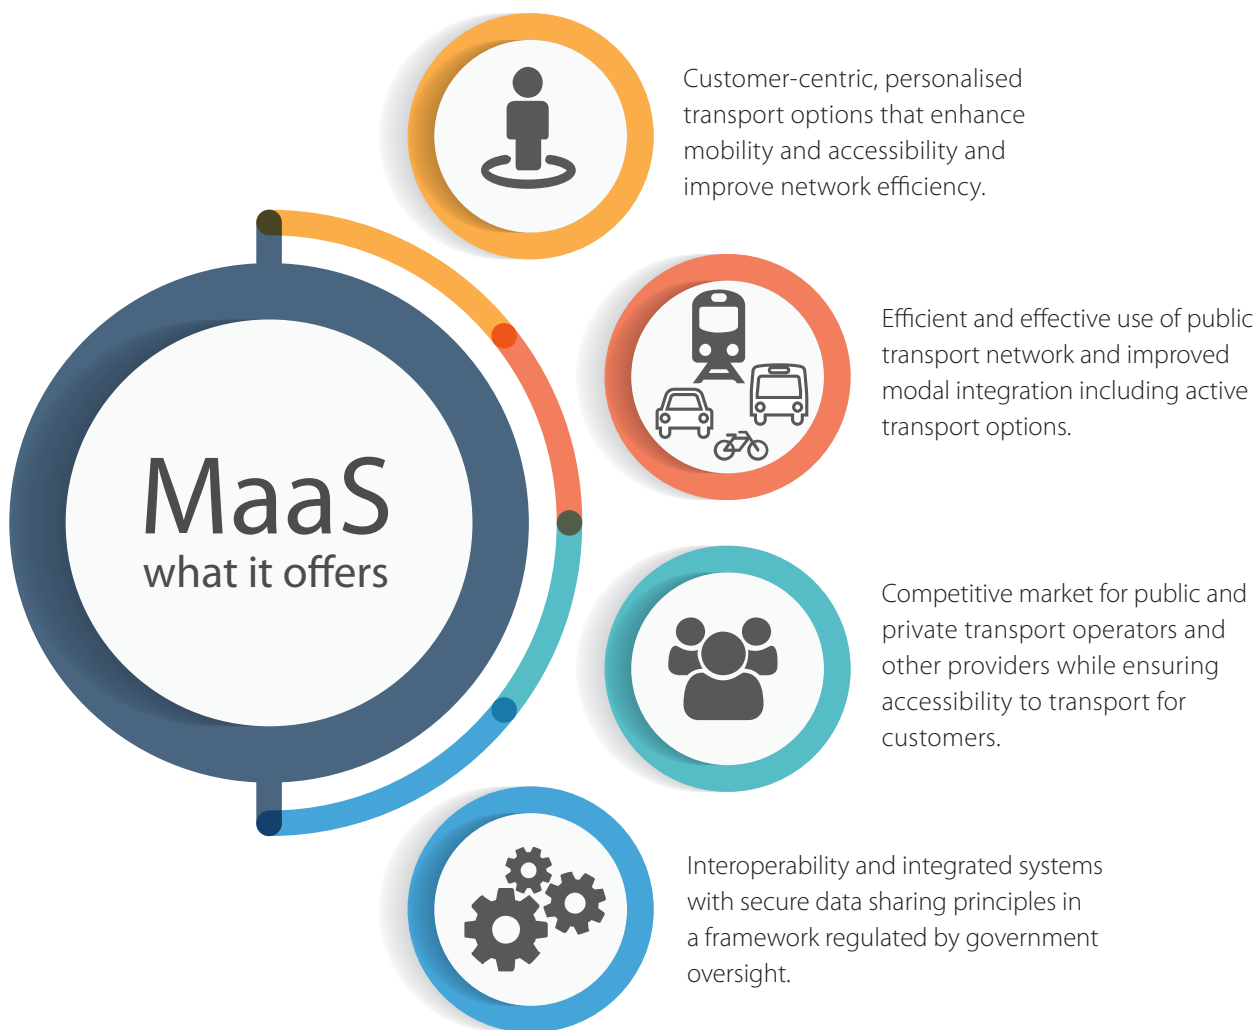 MaaS
what it offers
Customer-centric, personalised
transport options that enhance
mobility and accessibility and
improve network efficiency.
Efficient and effective use of public
transport network and improved
modal integration including active
transport options.
Competitive market for public and
private transport operators and
other providers while ensuring
accessibility to transport for
customers.
Interoperability and integrated systems
with secure data sharing principles in
a framework regulated by government
oversight.